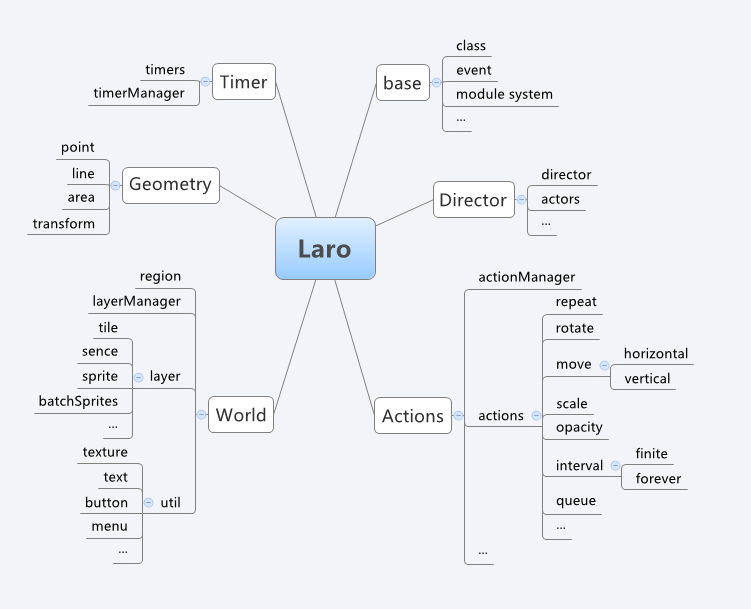 Laro
Timer
timers
timerManager
base
class
event
module system
...
Geometry
point
line
area
transform
Director
director
actors
...
World
region
layerManager
layer
tile
sence
sprite
batchSprites
...
util
texture
text
button
menu
...
Actions
actionManager
actions
repeat
rotate
move
horizontal
vertical
scale
opacity
interval
finite
forever
queue
...
...